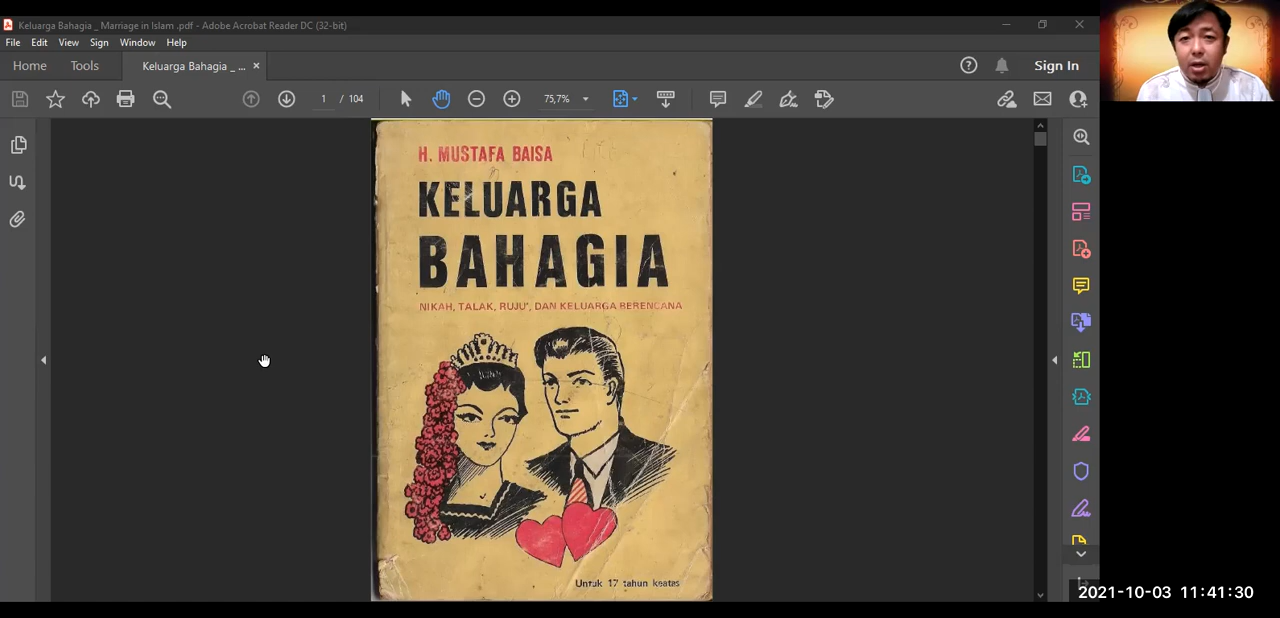 Keluarga Bahagia _ Marriage in Islam .pdf - Adobe Acrobat Reader DC (32-bit)
File Edit View Sign Window Help
Home Tools Keluarga Bahagia _ ... Sign In
1 / 104 75,7%
H. MUSTAFA BAISA
KELUARGA
BAHAGIA
NIKAH, TALAK, RUJU', DAN KELUARGA BERENCANA
Untuk 17 tahun keatas
2021-10-03 11:41:30